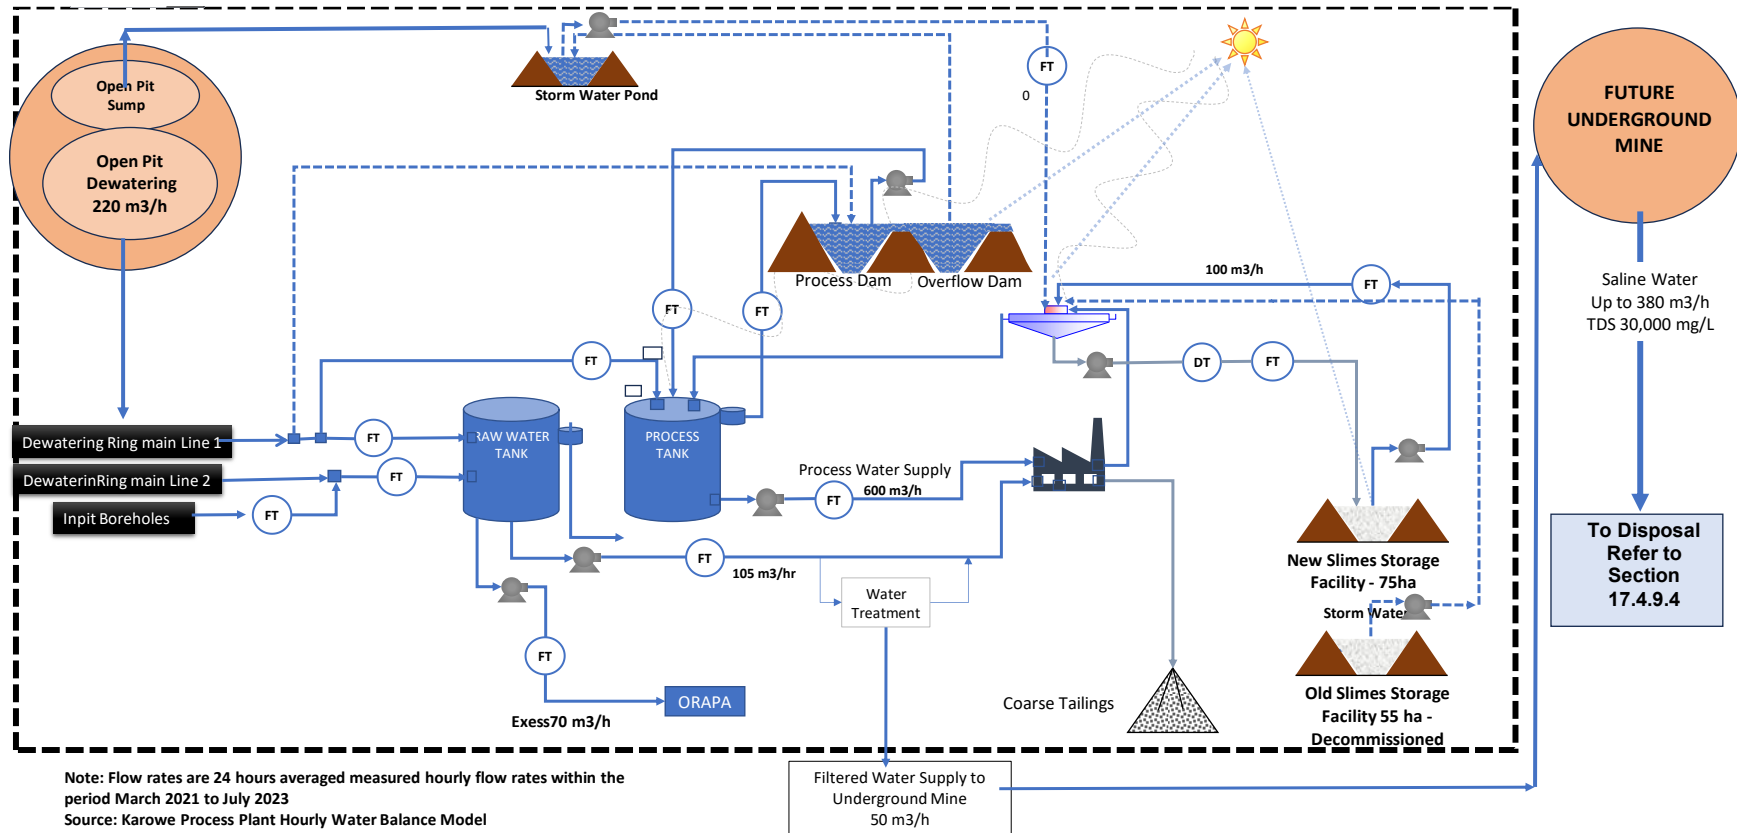 Open Pit
Sump
Open Pit
Dewatering
220 m3/h
Storm Water Pond
FT
0
FUTURE
UNDERGROUND
MINE
Process Dam
Overflow Dam
FT
FT
100 m3/h
FT
Saline Water
Up to 380 m3/h
TDS 30,000 mg/L
FT
DT
FT
Dewatering Ring main Line 1
FT
RAW WATER
TANK
PROCESS
TANK
DewaterinRing main Line 2
FT
Process Water Supply
600 m3/h
FT
Inpit Boreholes
FT
FT
105 m3/hr
New Slimes Storage
Facility - 75ha
Storm Water
To Disposal
Refer to
Section
17.4.9.4
Water
Treatment
FT
ORAPA
Exess70 m3/h
Coarse Tailings
Old Slimes Storage
Facility 55 ha -
Decommissioned
Note: Flow rates are 24 hours averaged measured hourly flow rates within the
period March 2021 to July 2023
Source: Karowe Process Plant Hourly Water Balance Model
Filtered Water Supply to
Underground Mine
50 m3/h